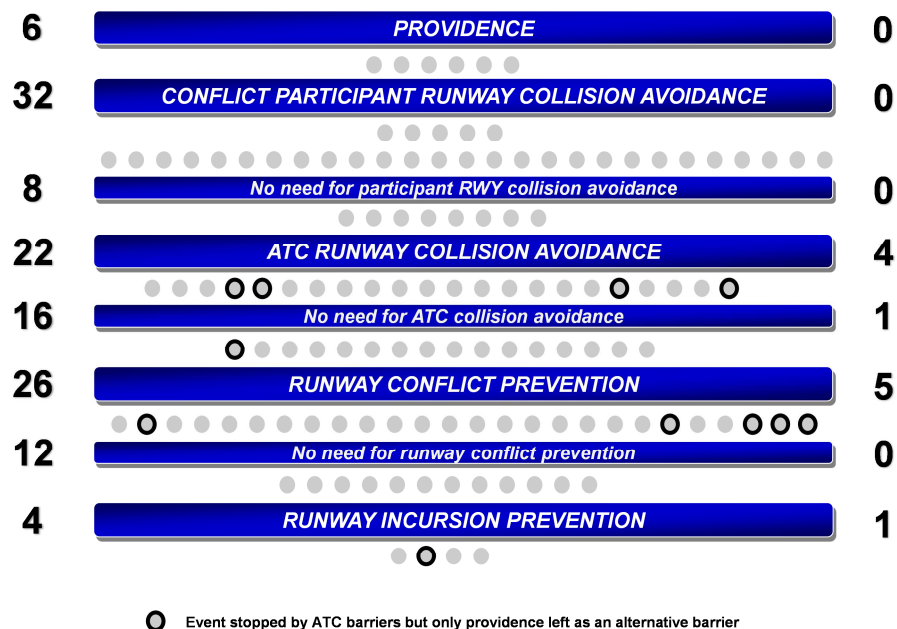 6 PROVIDENCE 0
32 CONFLICT PARTICIPANT RUNWAY COLLISION AVOIDANCE 0
8 No need for participant RWY collision avoidance 0
22 ATC RUNWAY COLLISION AVOIDANCE 4
16 No need for ATC collision avoidance 1
26 RUNWAY CONFLICT PREVENTION 5
12 No need for runway conflict prevention 0
4 RUNWAY INCURSION PREVENTION 1
Event stopped by ATC barriers but only providence left as an alternative barrier